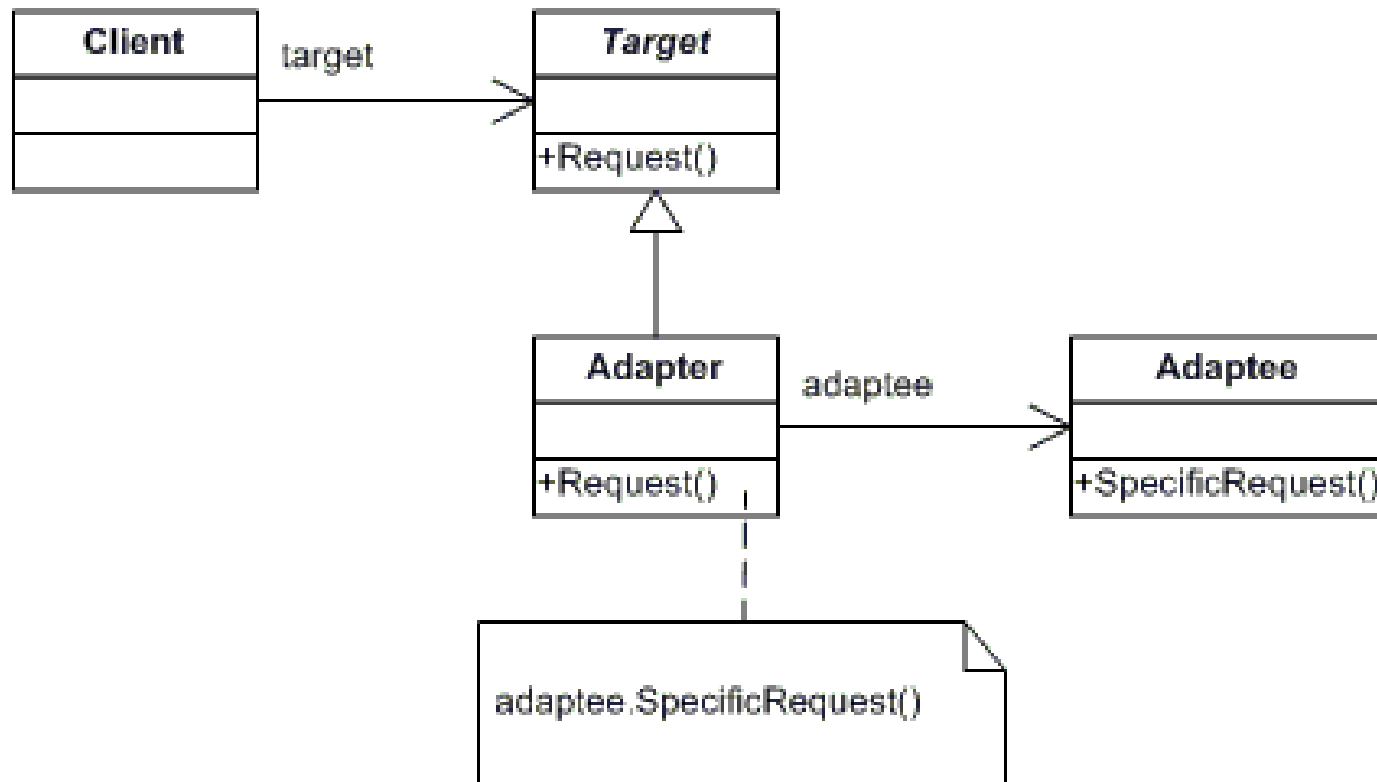 Client
target
Target
+Request()
Adapter
adaptee
Adaptee
+Request()
+SpecificRequest()
adaptee.SpecificRequest()